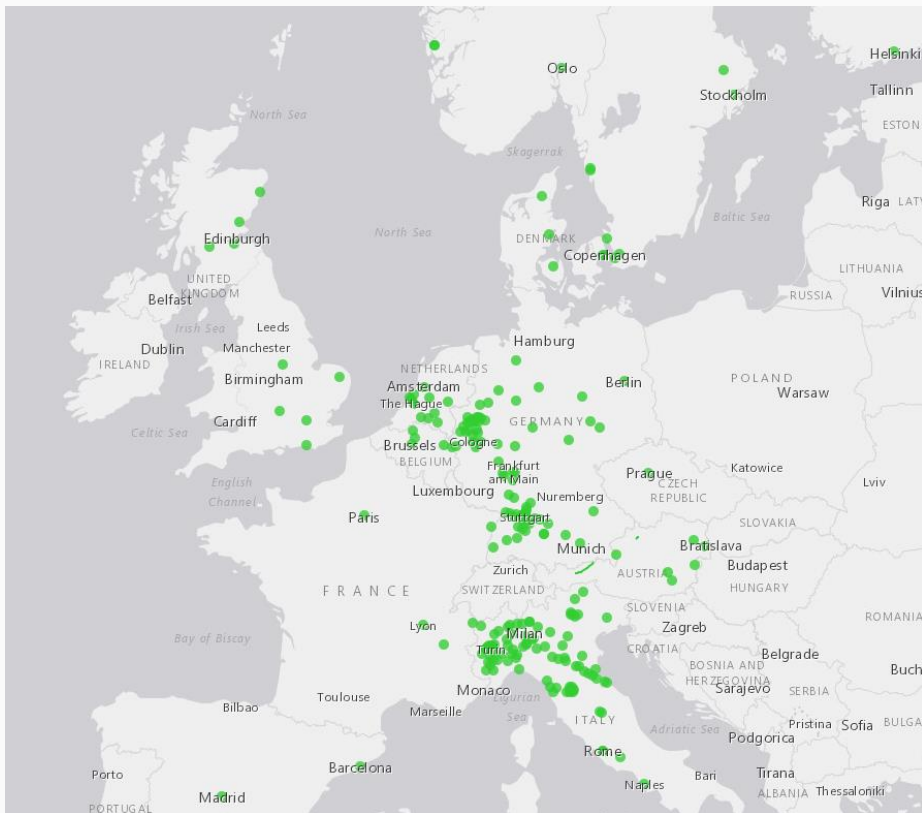 Helsinki
Oslo
Tallinn
Stockholm
North Sea
ESTON
Skagerrak
Riga
LATV
Baltic Sea
North Sea
Edinburgh
DENMARK
Copenhagen
LITHUANIA
UNITED
KINGDOM
RUSSIA
Vilnius
Belfast
Irish Sea
Leeds
Hamburg
Dublin
Manchester
IRELAND
NETHERLANDS
Birmingham
Amsterdam
Berlin
POLAND
Warsaw
The Hague
Cardiff
GERMANY
Celtic Sea
Brussels
Cologne
BELGIUM
Frankfurt
am Main
Prague
Katowice
English
Channel
Luxembourg
CZECH
REPUBLIC
Lviv
Nuremberg
Paris
Stuttgart
SLOVAKIA
Munich
Bratislava
Budapest
Zurich
AUSTRIA
FRANCE
SWITZERLAND
HUNGARY
SLOVENIA
ROMANIA
Lyon
Milan
Zagreb
Bay of Biscay
Turin
CROATIA
Belgrade
BOSNIA AND
HERZEGOVINA
Buch
Monaco
Sarajevo
SERBIA
Toulouse
Ligurian
Sea
Bilbao
Marseille
ITALY
Adriatic Sea
Pristina
Sofia
BULGA
Podgorica
Rome
Porto
Barcelona
Bari
Tirana
Naples
ALBANIA
Thessaloniki
Madrid
PORTUGAL